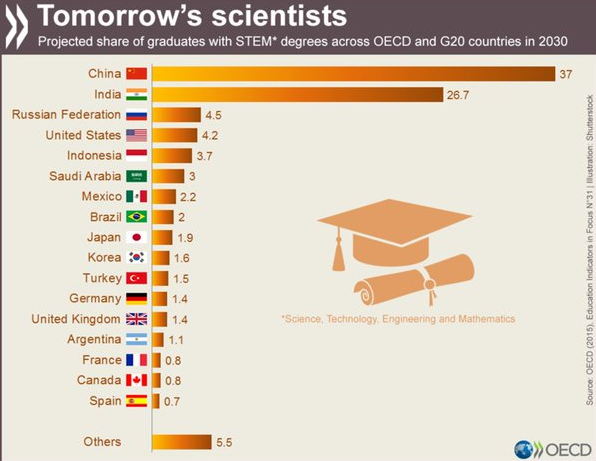 Tomorrow's scientists
Projected share of graduates with STEM* degrees across OECD and G20 countries in 2030
China 37
India 26.7
Russian Federation 4.5
United States 4.2
Indonesia 3.7
Saudi Arabia 3
Mexico 2.2
Brazil 2
Japan 1.9
Korea 1.6
Turkey 1.5
Germany 1.4
United Kingdom 1.4
Argentina 1.1
France 0.8
Canada 0.8
Spain 0.7
Others 5.5
*Science, Technology, Engineering and Mathematics
Source: OECD (2015), Education Indicators in Focus N°31 | Illustration: Shutterstock
OECD